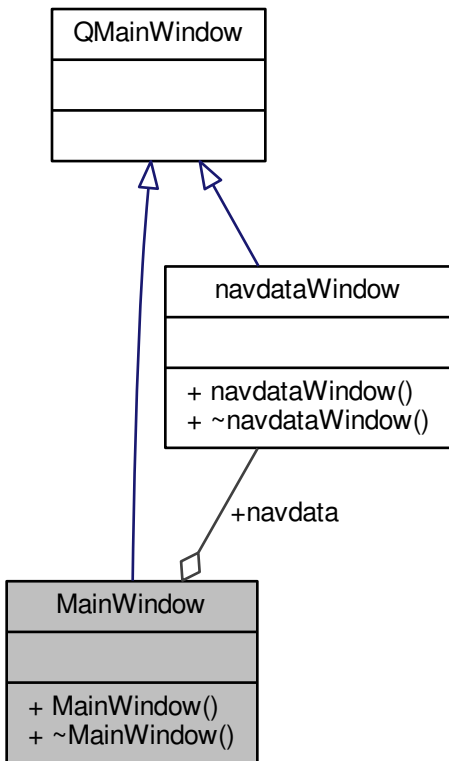 QMainWindow
navdataWindow
+ navdataWindow()
+ ~navdataWindow()
+navdata
MainWindow
+ MainWindow()
+ ~MainWindow()